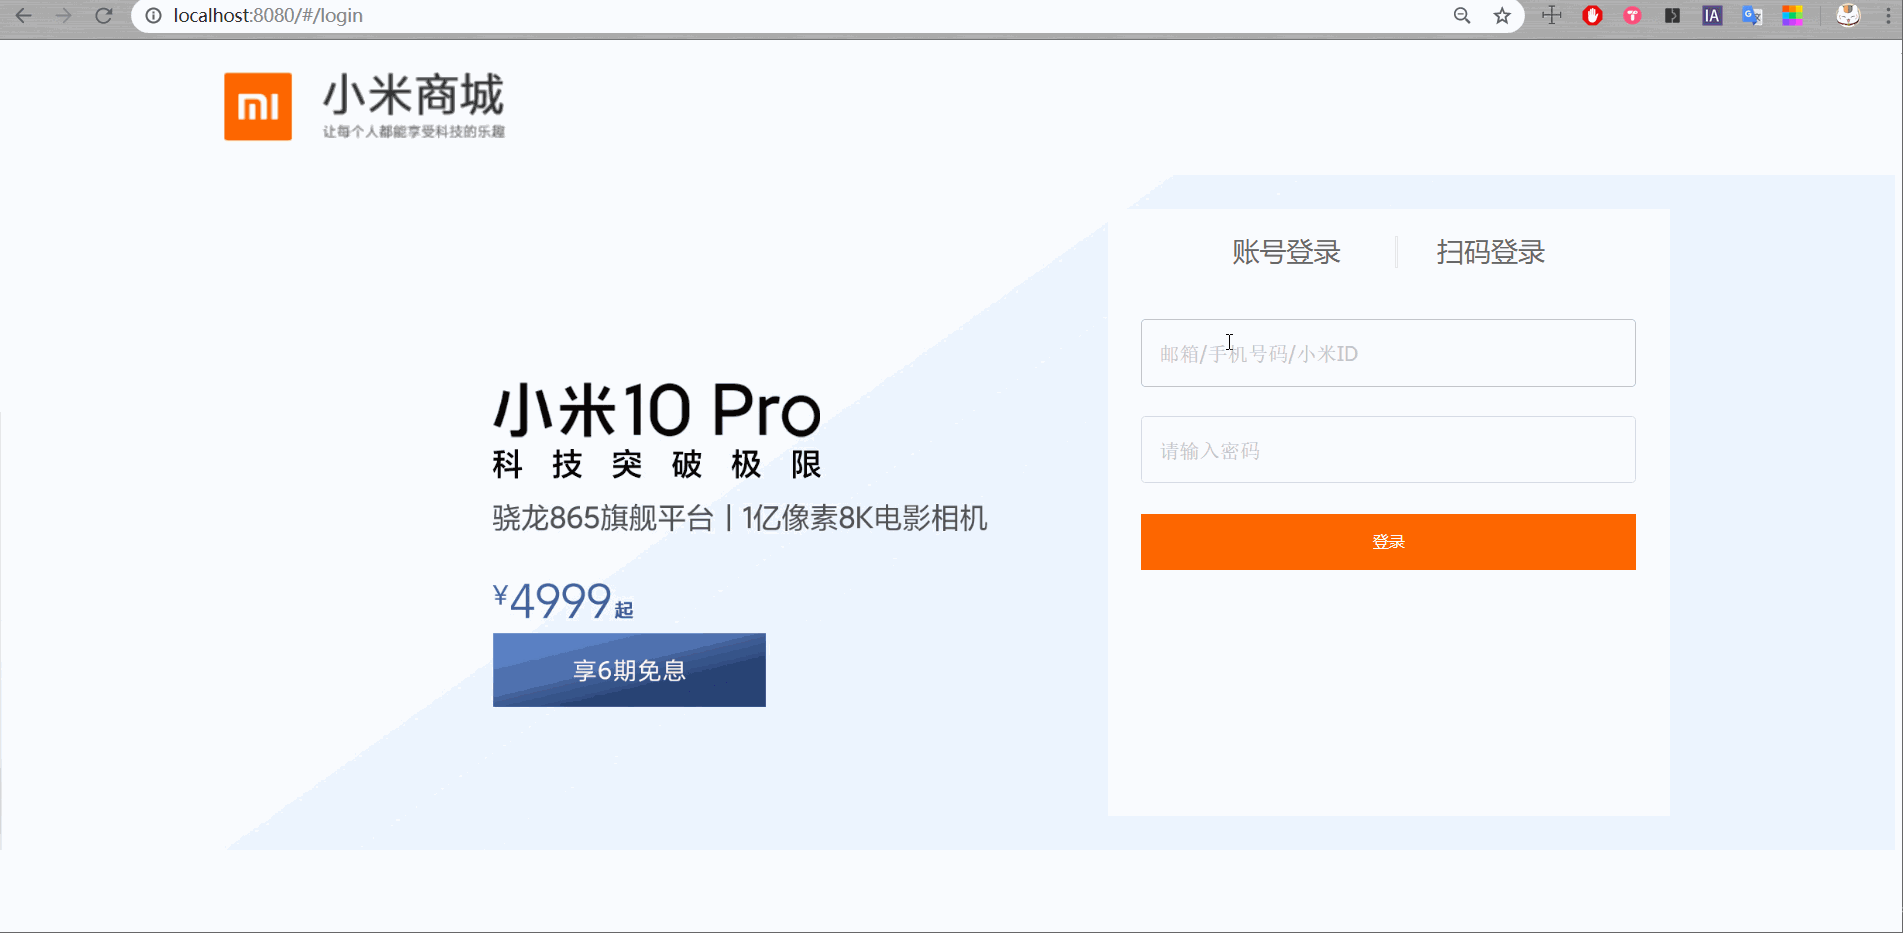 localhost:8080/#/login
IA
mi
小米商城
让每个人都能享受科技的乐趣
账号登录
扫码登录
邮箱/手机号码/小米ID
请输入密码
登录
小米10 Pro
科技突破极限
骁龙865旗舰平台丨1亿像素8K电影相机
¥4999起
享6期免息